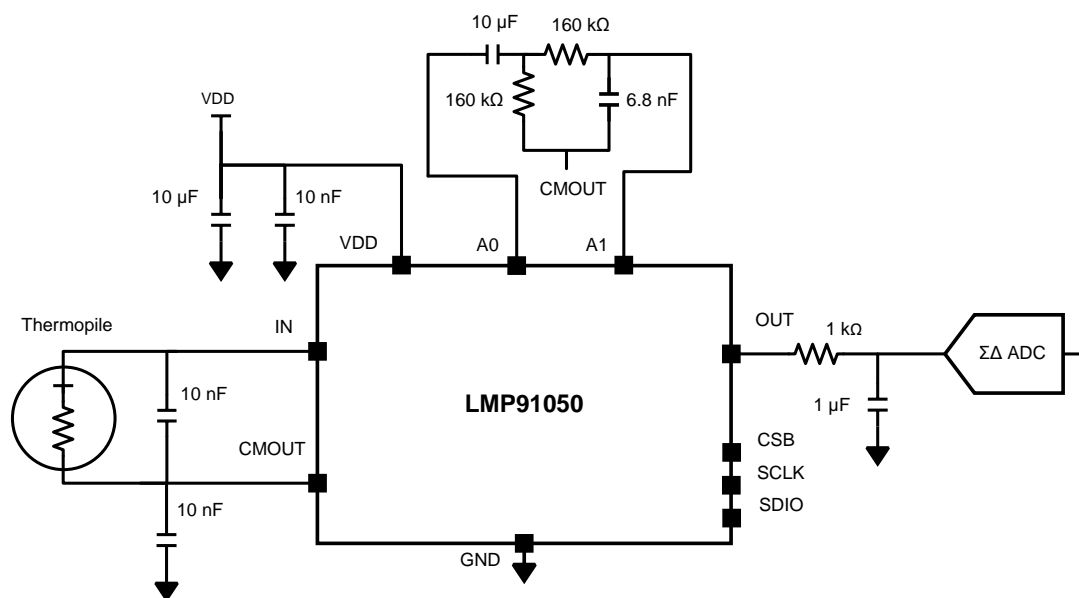 10 µF
160 kΩ
VDD
160 kΩ
6.8 nF
CMOUT
10 µF
10 nF
VDD
A0
A1
Thermopile
IN
OUT
1 kΩ
ΣΔ ADC
10 nF
LMP91050
1 µF
CMOUT
CSB
SCLK
SDIO
10 nF
GND